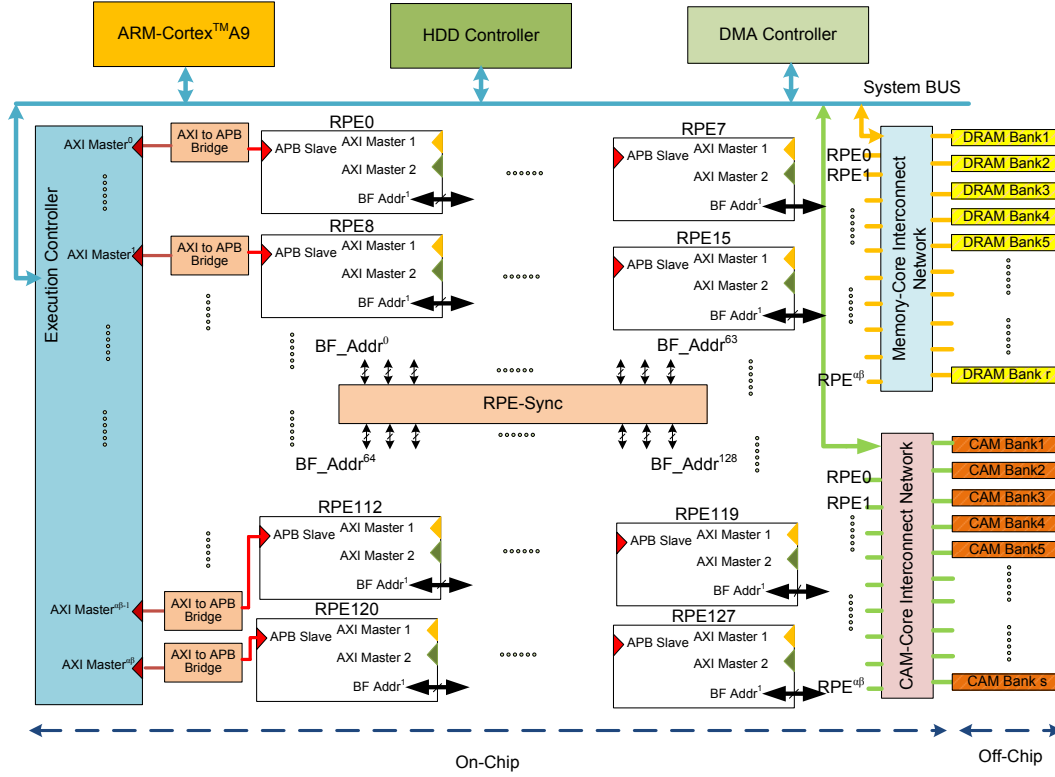 ARM-Cortex™A9
HDD Controller
DMA Controller
System BUS
Execution Controller
AXI Master⁰
AXI to APB
Bridge
RPE0
APB Slave
AXI Master 1
AXI Master 2
BF Addr¹
RPE7
APB Slave
AXI Master 1
AXI Master 2
BF Addr¹
AXI Master¹
AXI to APB
Bridge
RPE8
APB Slave
AXI Master 1
AXI Master 2
BF Addr¹
RPE15
APB Slave
AXI Master 1
AXI Master 2
BF Addr¹
BF_Addr⁰
BF_Addr⁶³
RPE-Sync
BF_Addr⁶⁴
BF_Addr¹²⁸
RPE112
APB Slave
AXI Master 1
AXI Master 2
BF Addr¹
RPE119
APB Slave
AXI Master 1
AXI Master 2
BF Addr¹
AXI Master^αβ-1
AXI to APB
Bridge
RPE120
APB Slave
AXI Master 1
AXI Master 2
BF Addr¹
RPE127
APB Slave
AXI Master 1
AXI Master 2
BF Addr¹
AXI Master^αβ
AXI to APB
Bridge
RPE0
RPE1
RPE^αβ
Memory-Core Interconnect
Network
DRAM Bank1
DRAM Bank2
DRAM Bank3
DRAM Bank4
DRAM Bank5
DRAM Bank r
RPE0
RPE1
RPE^αβ
CAM-Core Interconnect Network
CAM Bank1
CAM Bank2
CAM Bank3
CAM Bank4
CAM Bank5
CAM Bank s
On-Chip
Off-Chip